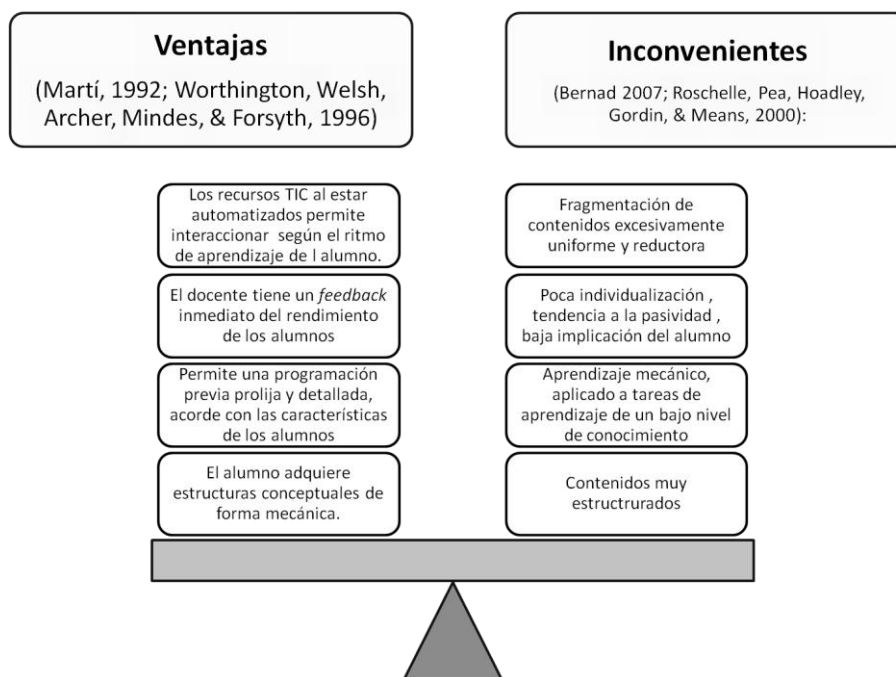 Ventajas
(Martí, 1992; Worthington, Welsh,
Archer, Mindes, & Forsyth, 1996)
Inconvenientes
(Bernad 2007; Roschelle, Pea, Hoadley,
Gordin, & Means, 2000):
Los recursos TIC al estar
automatizados permite
interaccionar según el ritmo
de aprendizaje de l alumno.
El docente tiene un feedback
inmediato del rendimiento
de los alumnos
Permite una programación
previa prolija y detallada,
acorde con las características
de los alumnos
El alumno adquiere
estructuras conceptuales de
forma mecánica.
Fragmentación de
contenidos excesivamente
uniforme y reductora
Poca individualización ,
tendencia a la pasividad ,
baja implicación del alumno
Aprendizaje mecánico,
aplicado a tareas de
aprendizaje de un bajo nivel
de conocimiento
Contenidos muy
estructrurados